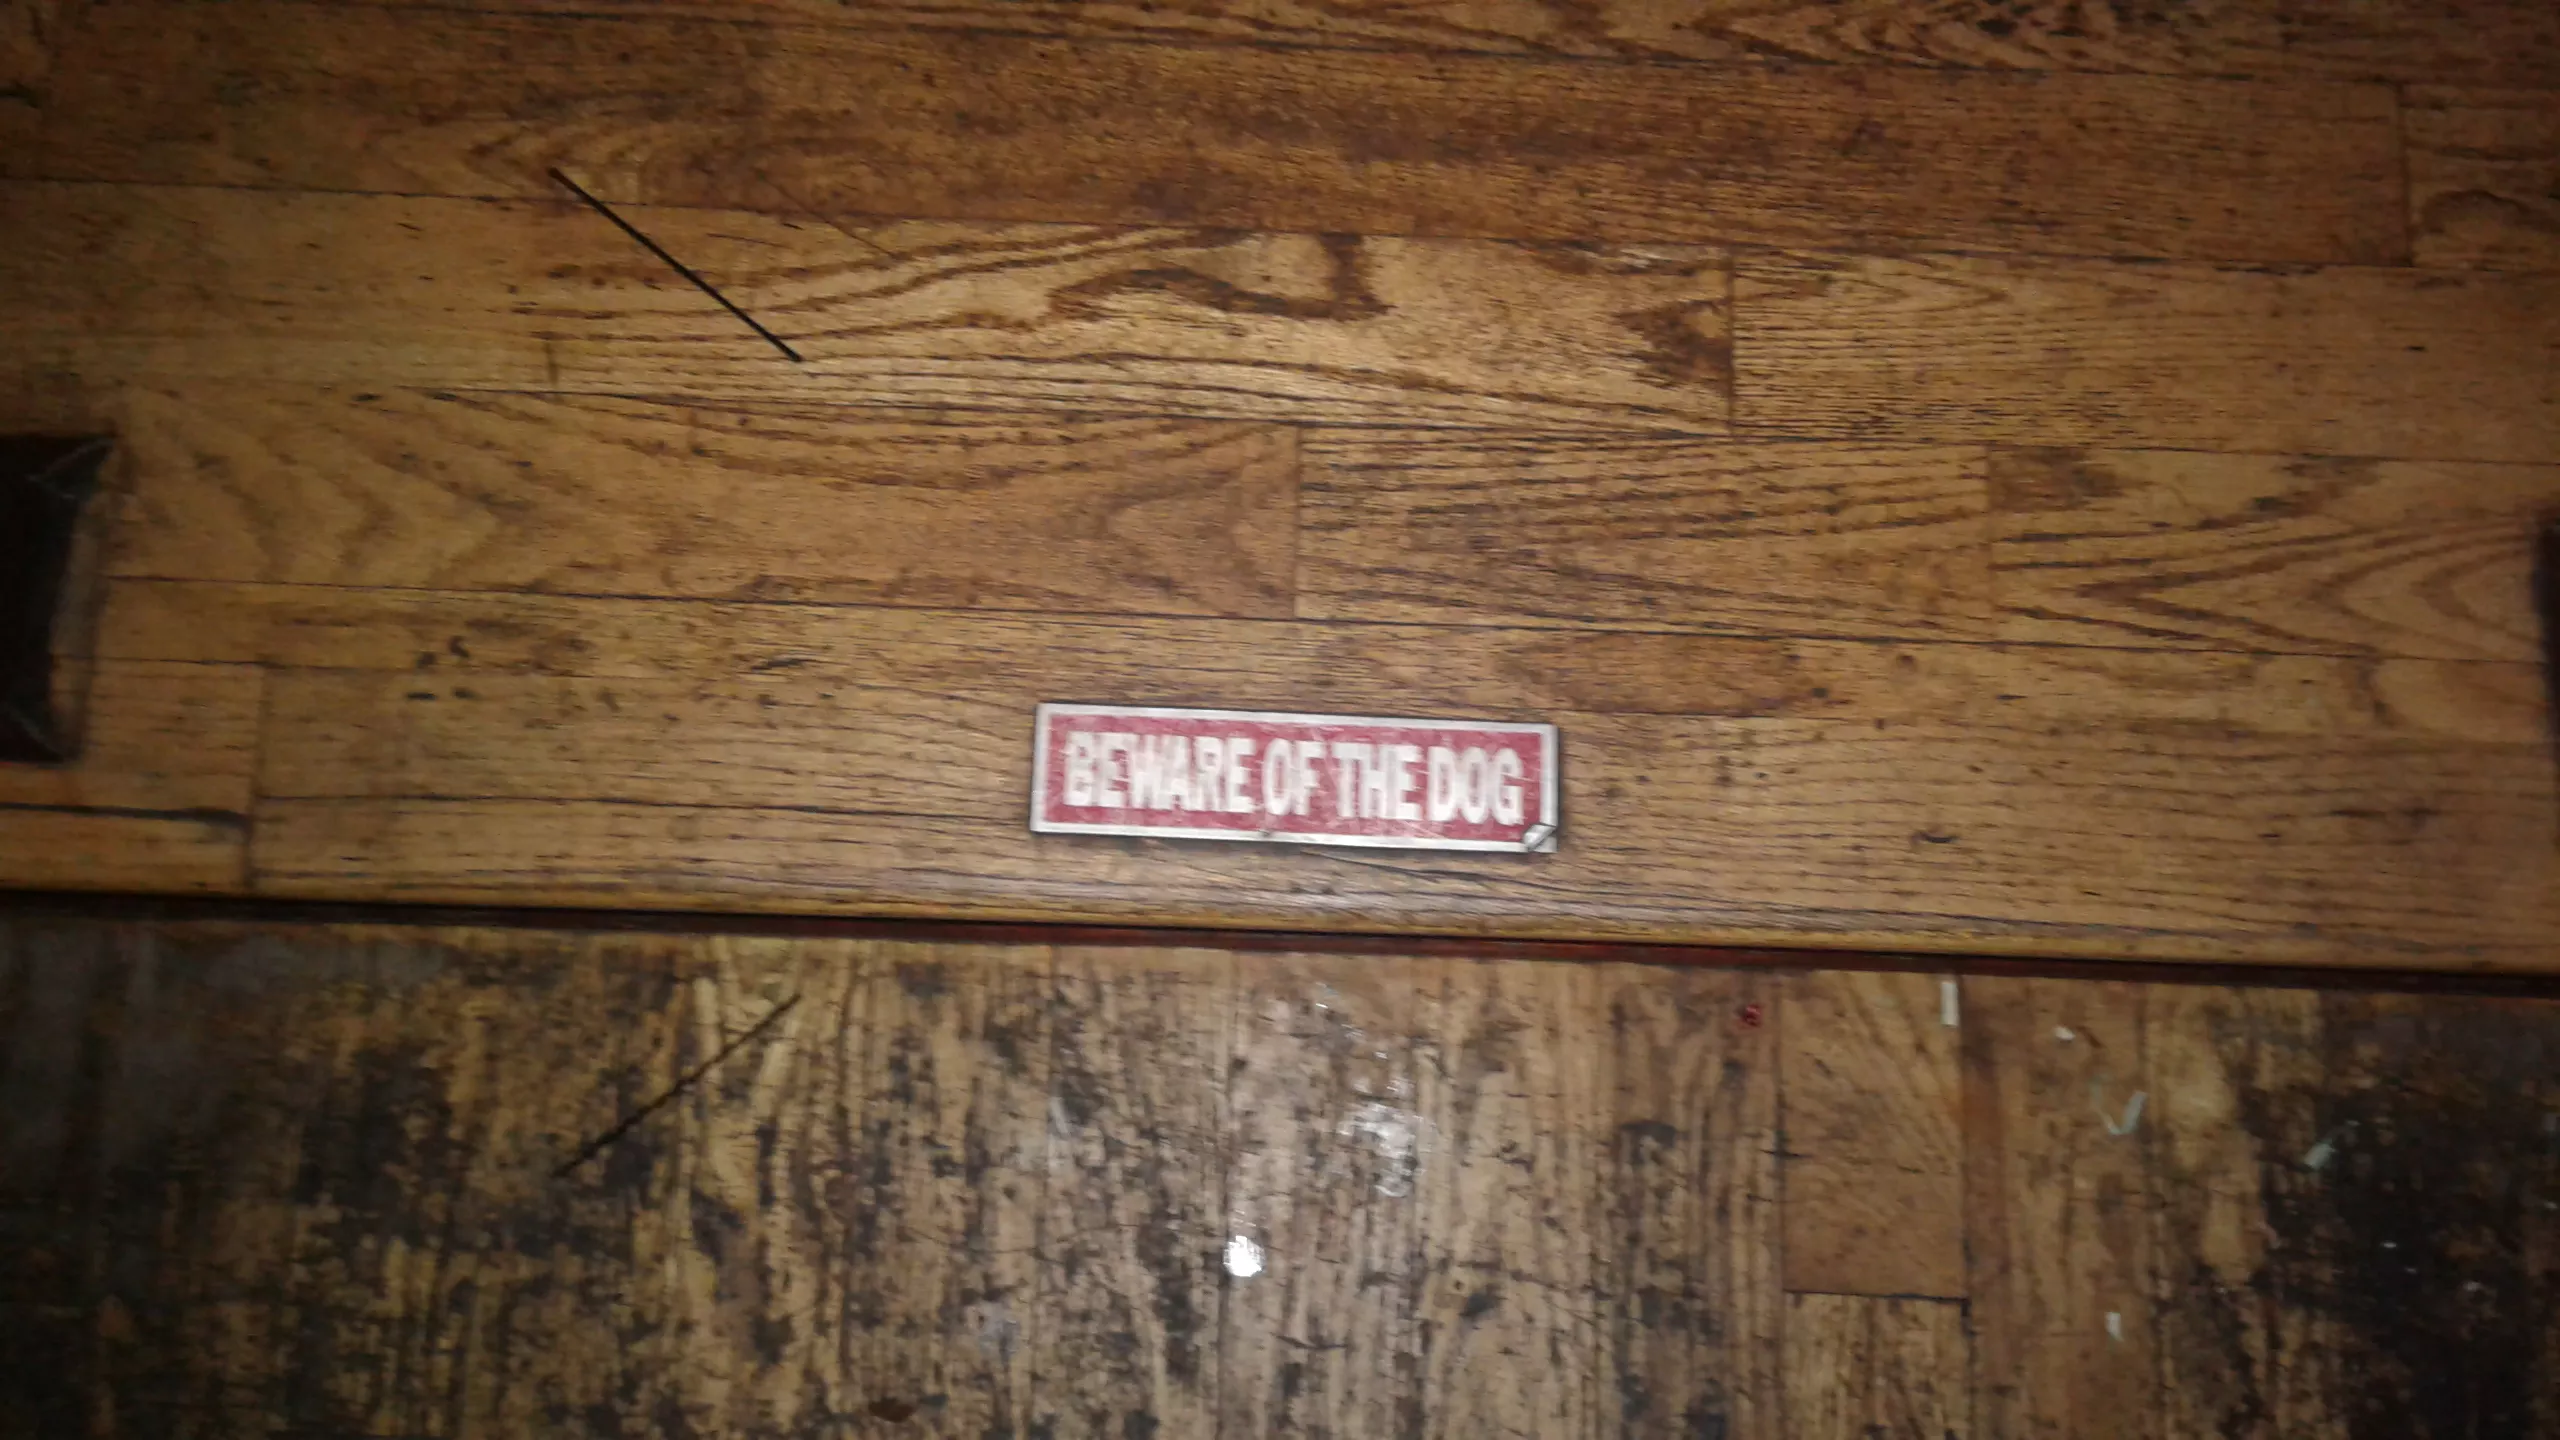 BEWARE OF THE DOG